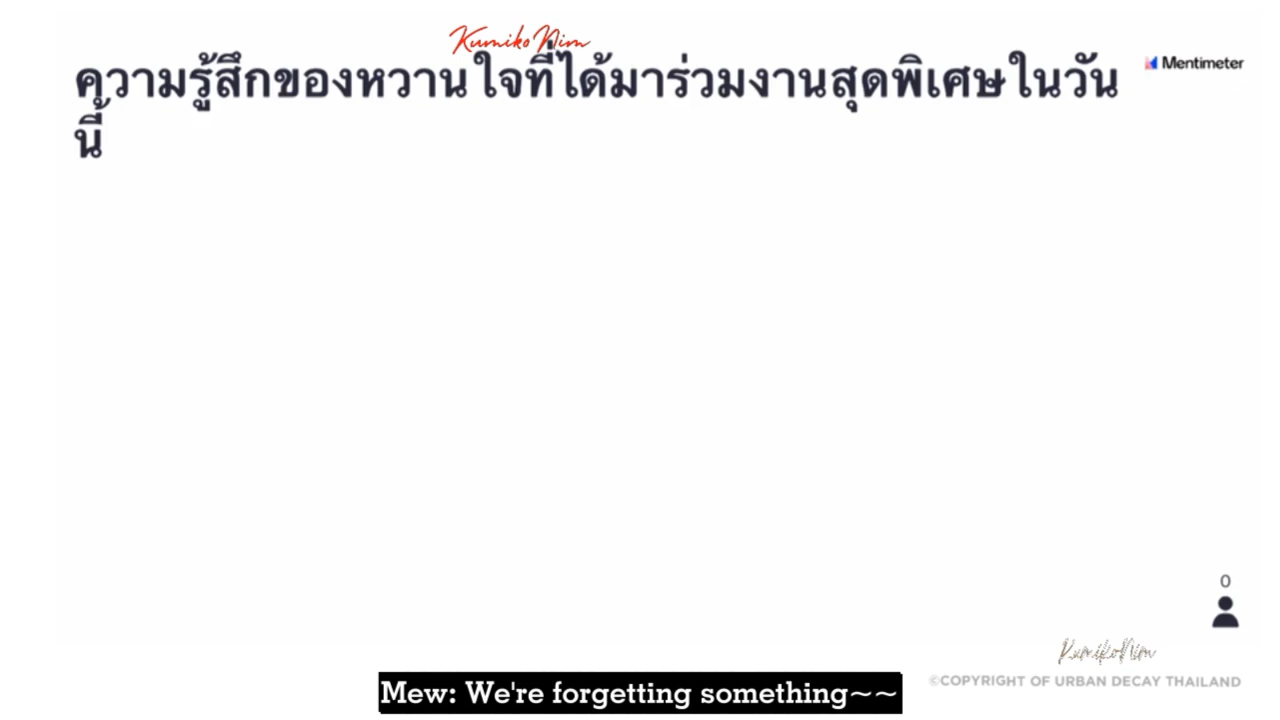 KumikoNim
ความรู้สึกของหวานใจที่ได้มาร่วมงานสุดพิเศษในวัน
นี้
Mentimeter
0
KumikoNim
©COPYRIGHT OF URBAN DECAY THAILAND
Mew: We're forgetting something~~